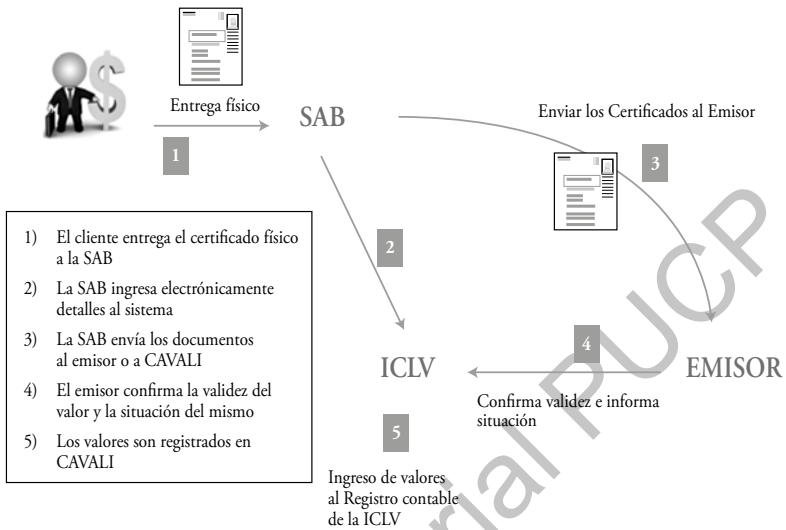 Entrega físico
SAB
Enviar los Certificados al Emisor
1
3
1) El cliente entrega el certificado físico
a la SAB
2) La SAB ingresa electrónicamente
detalles al sistema
3) La SAB envía los documentos
al emisor o a CAVALI
4) El emisor confirma la validez del
valor y la situación del mismo
5) Los valores son registrados en
CAVALI
2
4
ICLV
EMISOR
Confirma validez e informa
situación
5
Ingreso de valores
al Registro contable
de la ICLV
rial PUCP